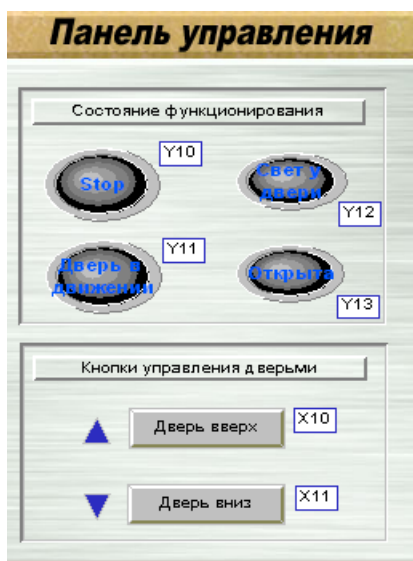 Панель управления
Состояние функционирования
Y10
Stop
Свет у
двери
Y12
Y11
Дверь в
движении
Открыта
Y13
Кнопки управления дверьми
Дверь вверх
X10
Дверь вниз
X11